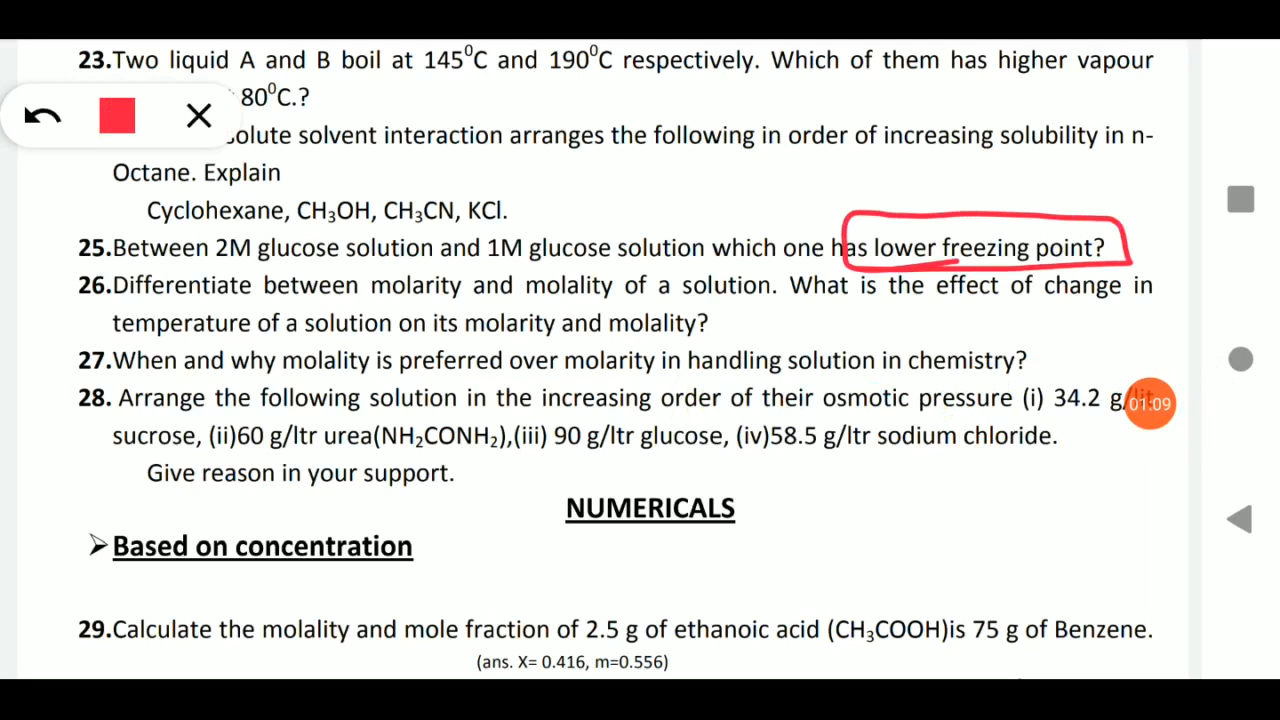 23.Two liquid A and B boil at 145⁰C and 190⁰C respectively. Which of them has higher vapour
80⁰C.?
solute solvent interaction arranges the following in order of increasing solubility in n-
Octane. Explain
Cyclohexane, CH₃OH, CH₃CN, KCl.
25.Between 2M glucose solution and 1M glucose solution which one has lower freezing point?
26.Differentiate between molarity and molality of a solution. What is the effect of change in
temperature of a solution on its molarity and molality?
27.When and why molality is preferred over molarity in handling solution in chemistry?
28. Arrange the following solution in the increasing order of their osmotic pressure (i) 34.2 g/lit
01:09
sucrose, (ii)60 g/ltr urea(NH₂CONH₂),(iii) 90 g/ltr glucose, (iv)58.5 g/ltr sodium chloride.
Give reason in your support.
NUMERICALS
Based on concentration
29.Calculate the molality and mole fraction of 2.5 g of ethanoic acid (CH₃COOH)is 75 g of Benzene.
(ans. X= 0.416, m=0.556)